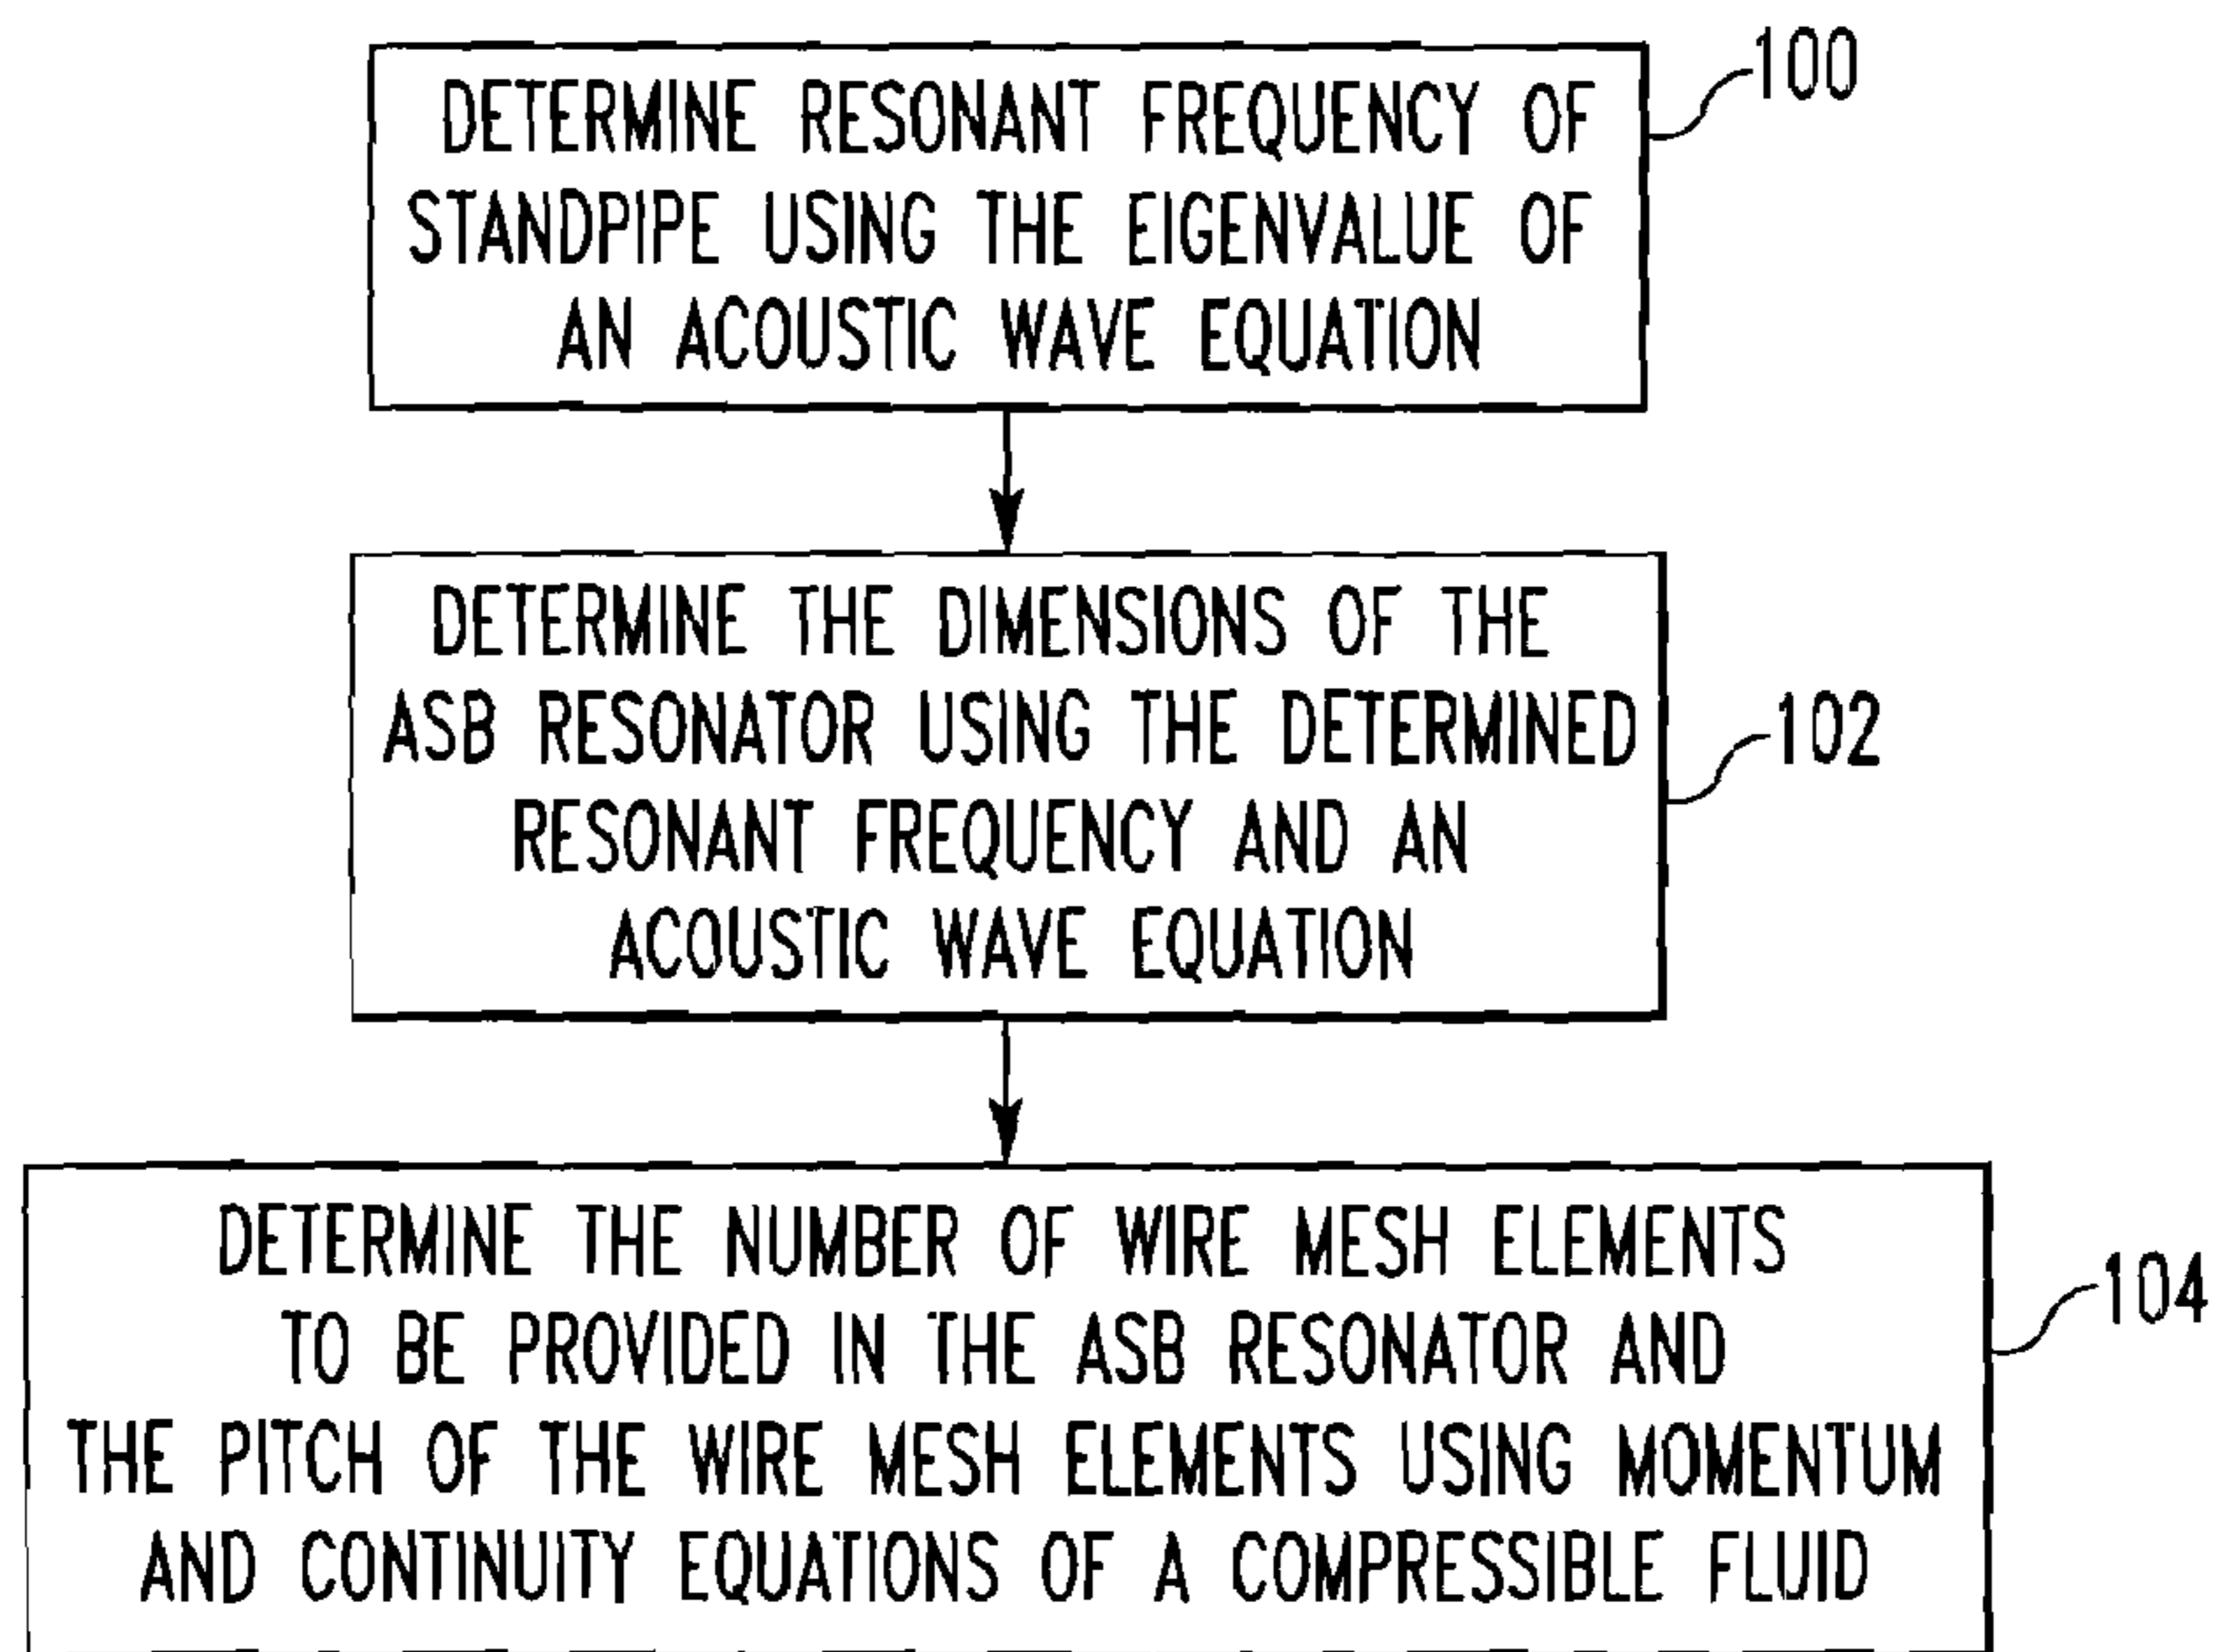 DETERMINE RESONANT FREQUENCY OF
STANDPIPE USING THE EIGENVALUE OF
AN ACOUSTIC WAVE EQUATION
100
DETERMINE THE DIMENSIONS OF THE
ASB RESONATOR USING THE DETERMINED
RESONANT FREQUENCY AND AN
ACOUSTIC WAVE EQUATION
102
DETERMINE THE NUMBER OF WIRE MESH ELEMENTS
TO BE PROVIDED IN THE ASB RESONATOR AND
THE PITCH OF THE WIRE MESH ELEMENTS USING MOMENTUM
AND CONTINUITY EQUATIONS OF A COMPRESSIBLE FLUID
104